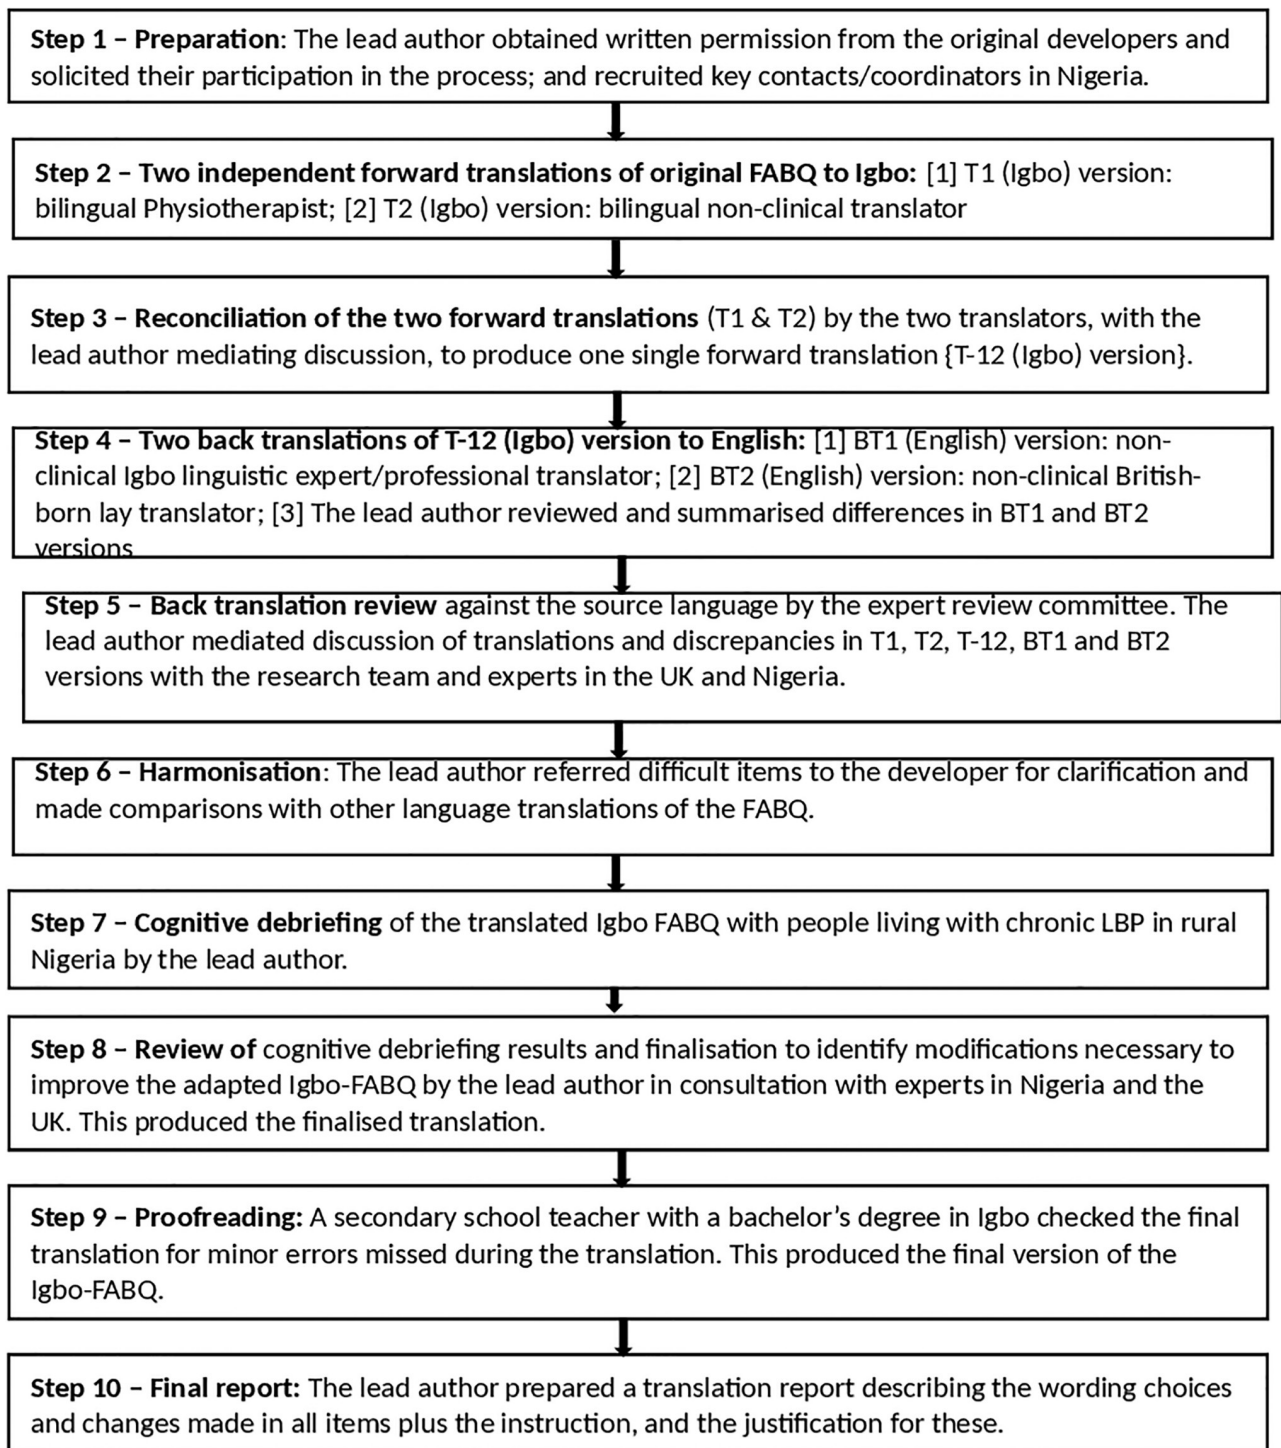 Step 1 – Preparation: The lead author obtained written permission from the original developers and
solicited their participation in the process; and recruited key contacts/coordinators in Nigeria.
Step 2 – Two independent forward translations of original FABQ to Igbo: [1] T1 (Igbo) version:
bilingual Physiotherapist; [2] T2 (Igbo) version: bilingual non-clinical translator
Step 3 – Reconciliation of the two forward translations (T1 & T2) by the two translators, with the
lead author mediating discussion, to produce one single forward translation {T-12 (Igbo) version}.
Step 4 – Two back translations of T-12 (Igbo) version to English: [1] BT1 (English) version: non-
clinical Igbo linguistic expert/professional translator; [2] BT2 (English) version: non-clinical British-
born lay translator; [3] The lead author reviewed and summarised differences in BT1 and BT2
versions
Step 5 – Back translation review against the source language by the expert review committee. The
lead author mediated discussion of translations and discrepancies in T1, T2, T-12, BT1 and BT2
versions with the research team and experts in the UK and Nigeria.
Step 6 – Harmonisation: The lead author referred difficult items to the developer for clarification and
made comparisons with other language translations of the FABQ.
Step 7 – Cognitive debriefing of the translated Igbo FABQ with people living with chronic LBP in rural
Nigeria by the lead author.
Step 8 – Review of cognitive debriefing results and finalisation to identify modifications necessary to
improve the adapted Igbo-FABQ by the lead author in consultation with experts in Nigeria and the
UK. This produced the finalised translation.
Step 9 – Proofreading: A secondary school teacher with a bachelor’s degree in Igbo checked the final
translation for minor errors missed during the translation. This produced the final version of the
Igbo-FABQ.
Step 10 – Final report: The lead author prepared a translation report describing the wording choices
and changes made in all items plus the instruction, and the justification for these.